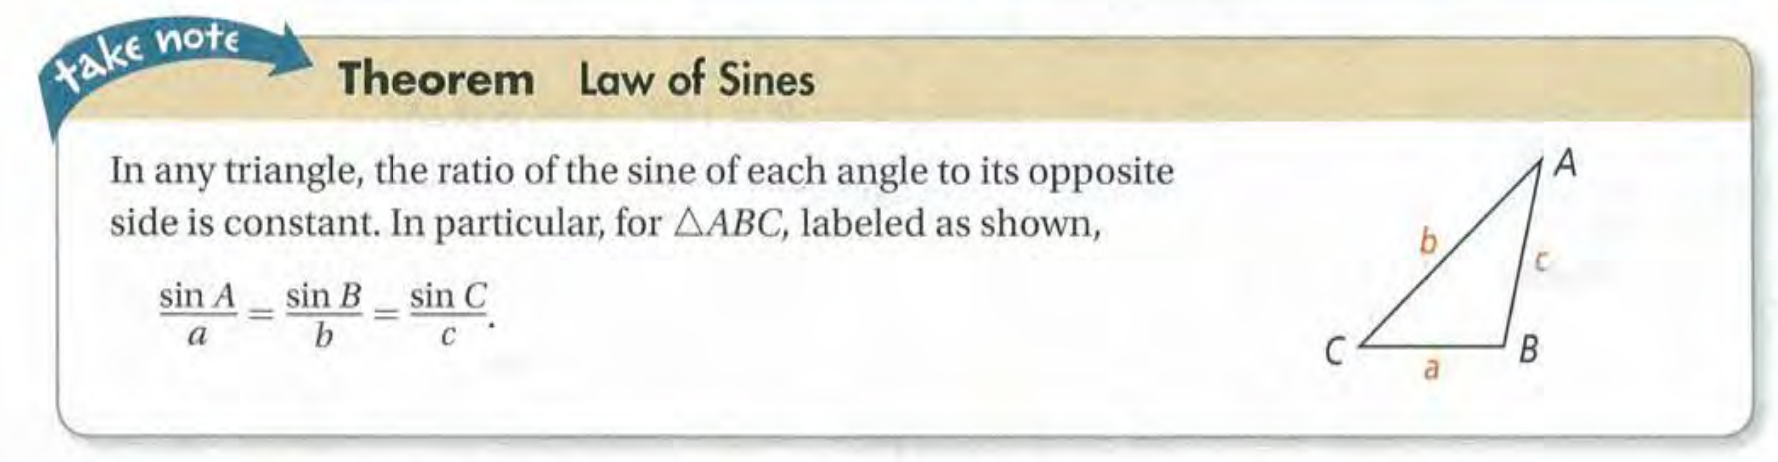 take note
Theorem Law of Sines
In any triangle, the ratio of the sine of each angle to its opposite
side is constant. In particular, for △ABC, labeled as shown,
sin A / a = sin B / b = sin C / c.
A
b
c
C
B
a